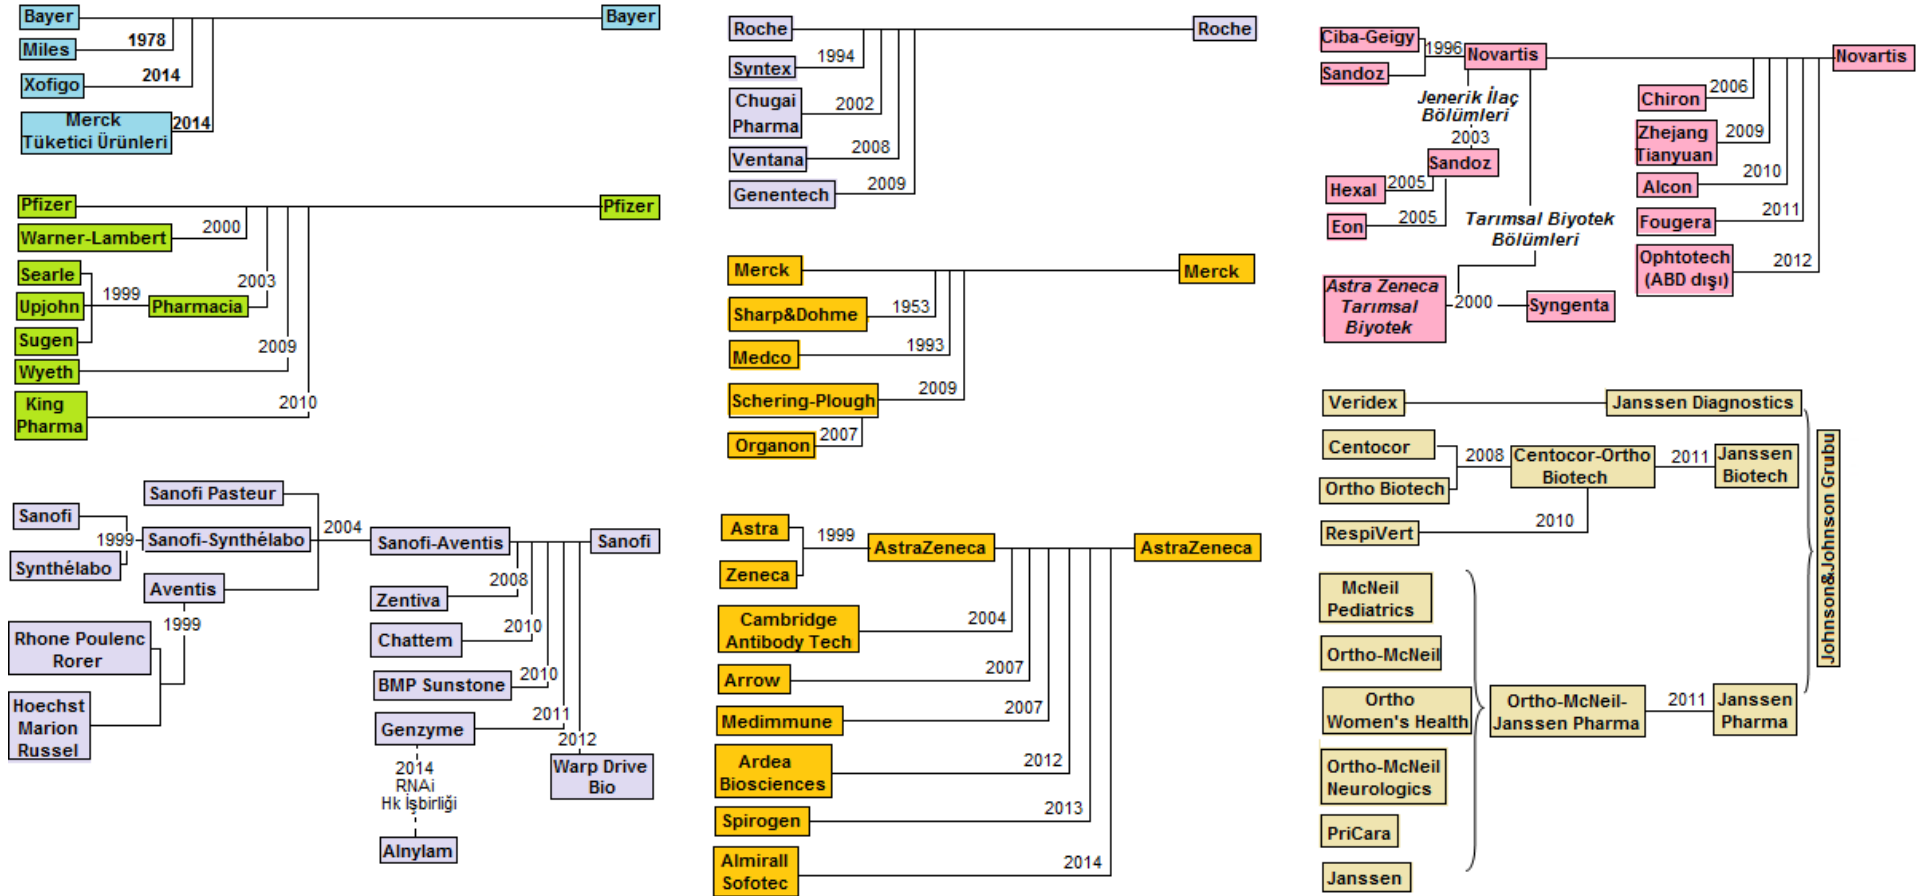 Bayer
Bayer
Miles
1978
Xofigo
2014
Merck
Tüketici Ürünleri
2014
Pfizer
Pfizer
Warner-Lambert
2000
Searle
Upjohn
Sugen
1999
Pharmacia
2003
Wyeth
2009
King
Pharma
2010
Sanofi
Synthélabo
1999
Sanofi Pasteur
Sanofi-Synthélabo
Aventis
2004
1999
Rhone Poulenc
Rorer
Hoechst
Marion
Russel
Sanofi-Aventis
Sanofi
Zentiva
2008
Chattem
2010
BMP Sunstone
2010
Genzyme
2011
2012
Warp Drive
Bio
2014
RNAi
Hk İşbirliği
Alnylam
Roche
Roche
Syntex
1994
Chugai
Pharma
2002
Ventana
2008
Genentech
2009
Merck
Merck
Sharp&Dohme
1953
Medco
1993
Schering-Plough
2009
Organon
2007
Astra
Zeneca
1999
AstraZeneca
AstraZeneca
Cambridge
Antibody Tech
2004
Arrow
2007
Medimmune
2007
Ardea
Biosciences
2012
Spirogen
2013
Almirall
Sofotec
2014
Ciba-Geigy
Sandoz
1996
Novartis
Novartis
Jenerik İlaç
Bölümleri
2003
Sandoz
Hexal
2005
Eon
2005
Tarımsal Biyotek
Bölümleri
Astra Zeneca
Tarımsal
Biyotek
2000
Syngenta
Chiron
2006
Zhejang
Tianyuan
2009
Alcon
2010
Fougera
2011
Ophtotech
(ABD dışı)
2012
Veridex
Janssen Diagnostics
Centocor
Ortho Biotech
2008
Centocor-Ortho
Biotech
2011
Janssen
Biotech
RespiVert
2010
McNeil
Pediatrics
Ortho-McNeil
Ortho
Women's Health
Ortho-McNeil
Neurologics
PriCara
Janssen
Ortho-McNeil-
Janssen Pharma
2011
Janssen
Pharma
Johnson&Johnson Grubu